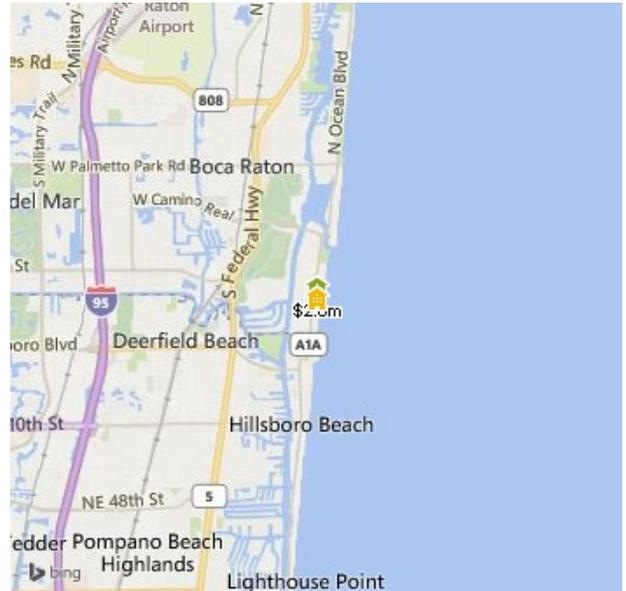 Raton
Airport
Airport
N
N Military
es Rd
808
N Ocean Blvd
S Military Trail
W Palmetto Park Rd
Boca Raton
del Mar
W Camino Real
S Federal Hwy
St
95
$2.
m
oro Blvd
Deerfield Beach
A1A
10th St
Hillsboro Beach
NE 48th St
5
edder
Pompano Beach
Highlands
bing
Lighthouse Point